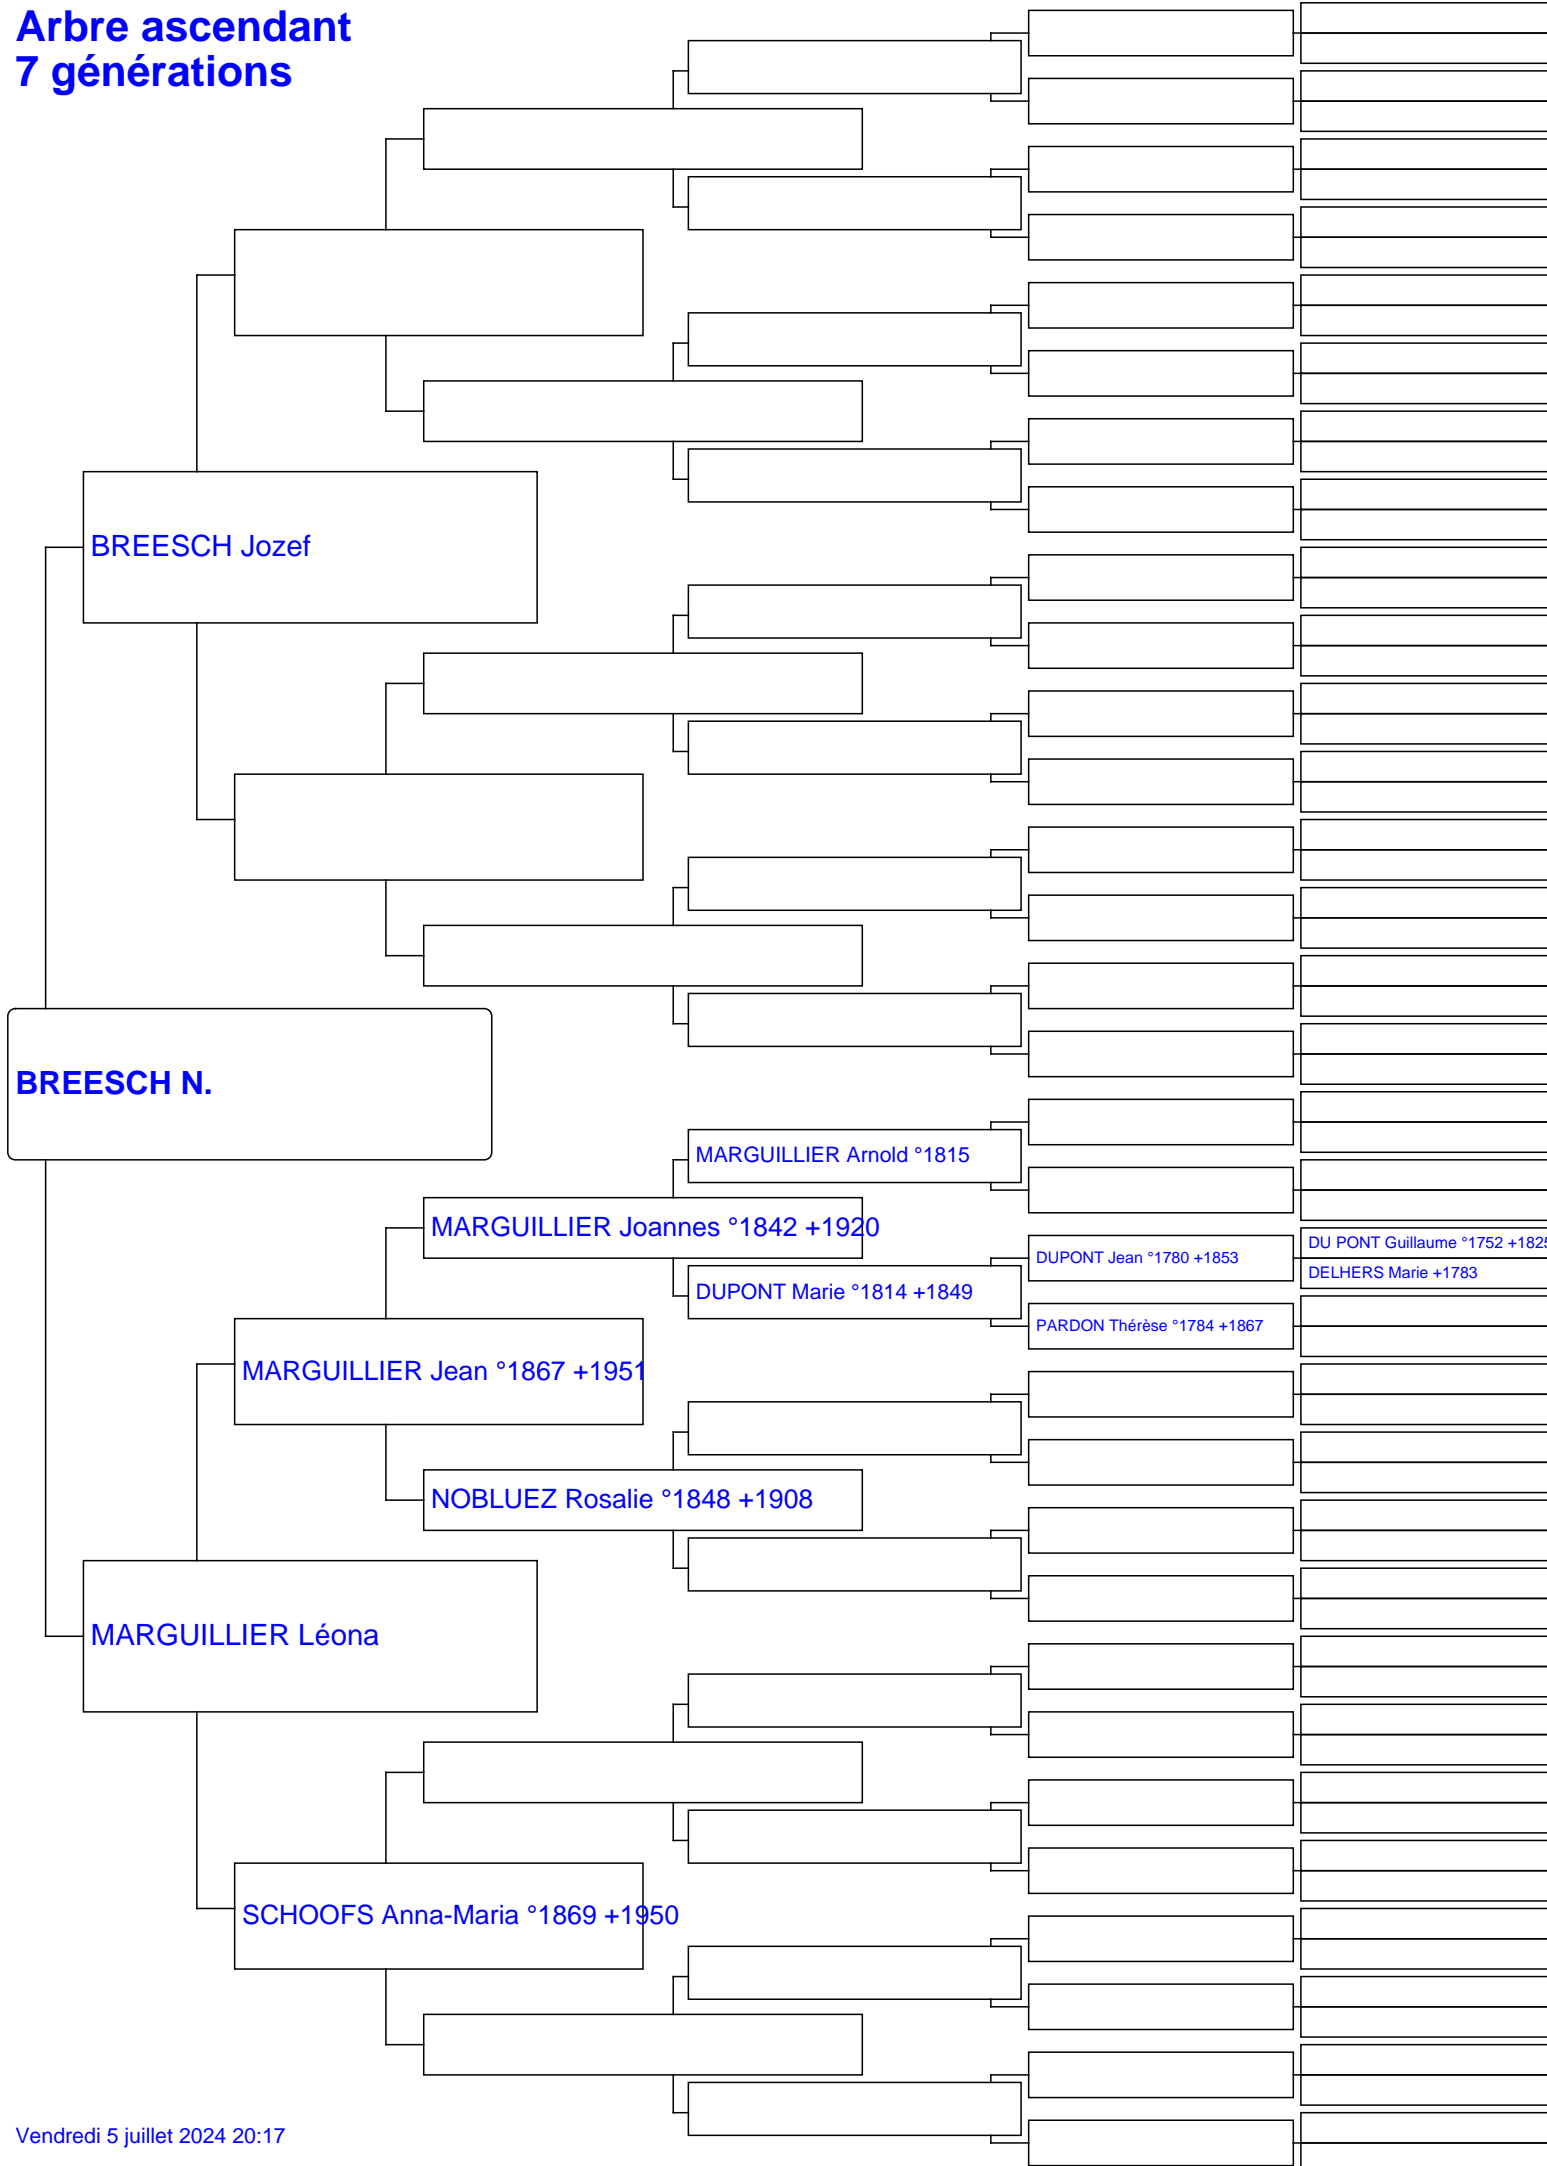 Arbre ascendant
7 générations
BREESCH Jozef
BREESCH N.
MARGUILLIER Arnold °1815
MARGUILLIER Joannes °1842 +1920
DU PONT Guillaume °1752 +1825
DUPONT Jean °1780 +1853
DELHERS Marie +1783
DUPONT Marie °1814 +1849
PARDON Thérèse °1784 +1867
MARGUILLIER Jean °1867 +1951
NOBLUEZ Rosalie °1848 +1908
MARGUILLIER Léona
SCHOOFS Anna-Maria °1869 +1950
Vendredi 5 juillet 2024 20:17